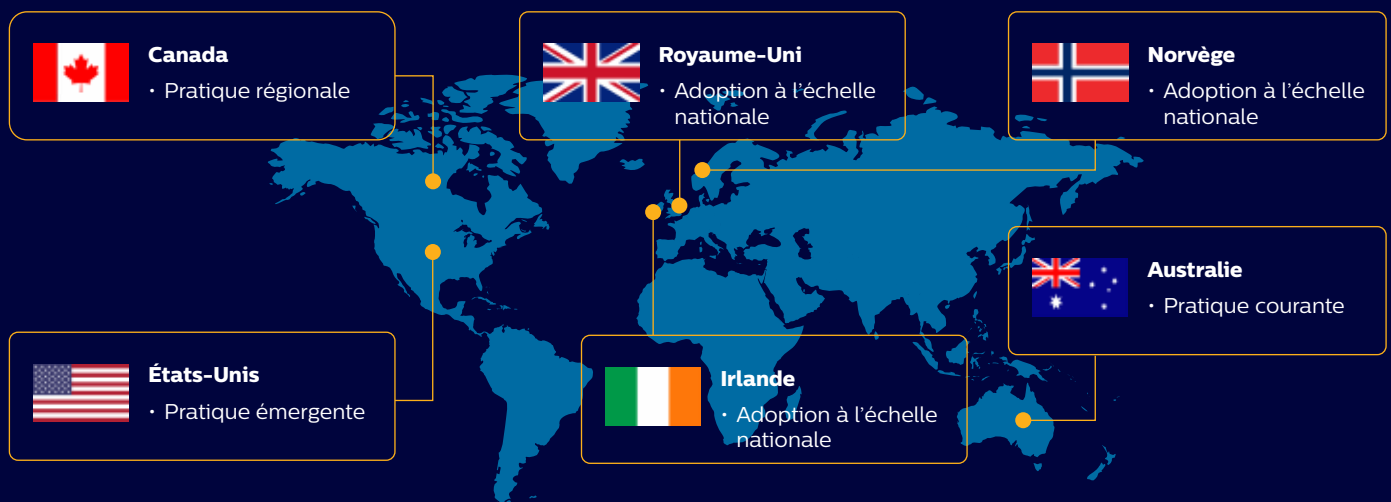 Canada
· Pratique régionale
Royaume-Uni
· Adoption à l'échelle
nationale
Norvège
· Adoption à l'échelle
nationale
Australie
· Pratique courante
États-Unis
· Pratique émergente
Irlande
· Adoption à l'échelle
nationale